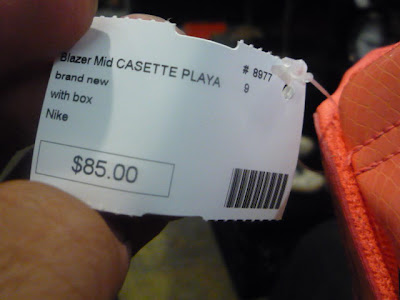 Blazer Mid CASETTE PLAYA # 8977
brand new 9
with box
Nike
$85.00